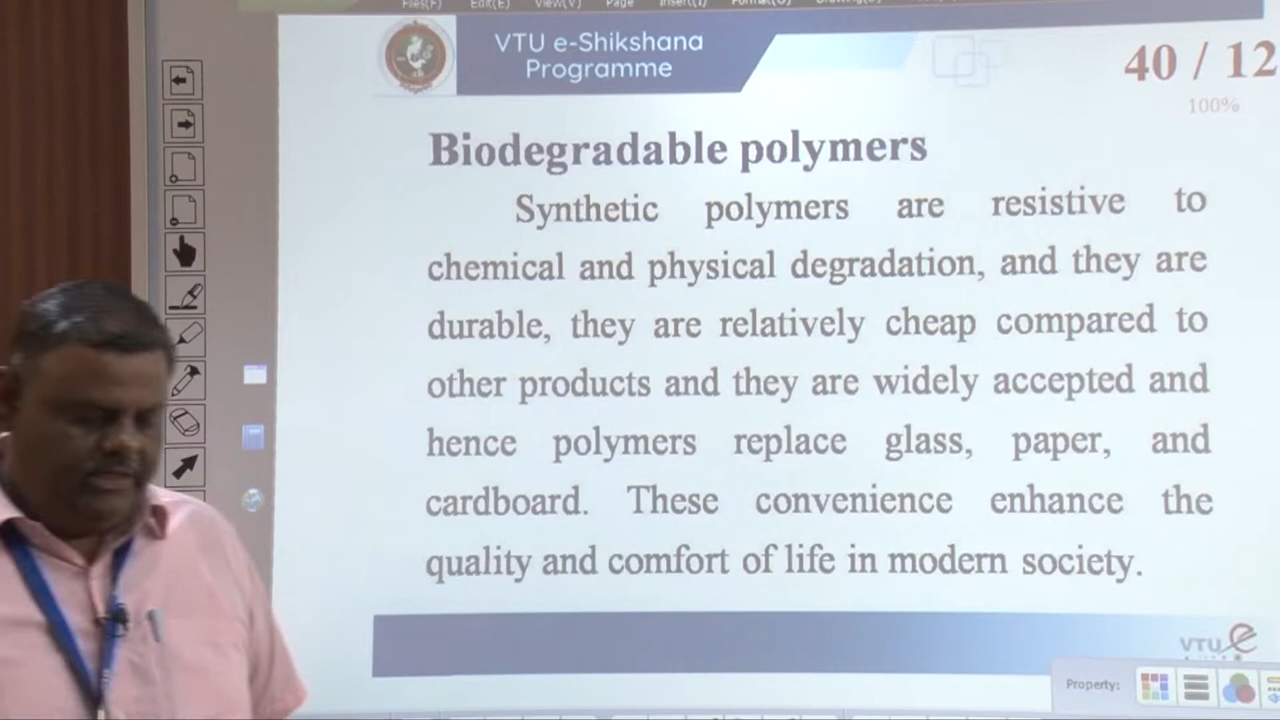 Files(F) Edit(E) View(V) Page Insert(I) Format(O)
VTU e-Shikshana
Programme
40 / 12
100%
Biodegradable polymers
Synthetic polymers are resistive to
chemical and physical degradation, and they are
durable, they are relatively cheap compared to
other products and they are widely accepted and
hence polymers replace glass, paper, and
cardboard. These convenience enhance the
quality and comfort of life in modern society.
VTU e
Property: